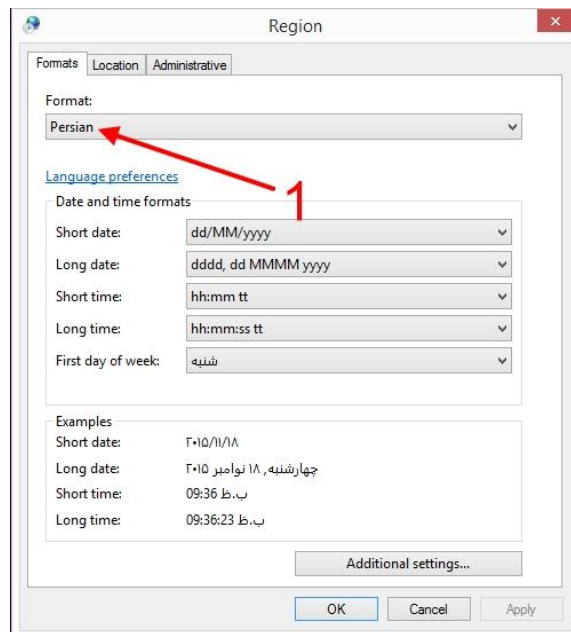 Region
Formats Location Administrative
Format:
Persian
Language preferences
1
Date and time formats
Short date: dd/MM/yyyy
Long date: dddd, dd MMMM yyyy
Short time: hh:mm tt
Long time: hh:mm:ss tt
First day of week: شنبه
Examples
Short date: ۲۰۱۵/۱۱/۱۸
Long date: چهارشنبه, ۱۸ نوامبر ۲۰۱۵
Short time: 09:36 ب.ظ
Long time: 09:36:23 ب.ظ
Additional settings...
OK Cancel Apply